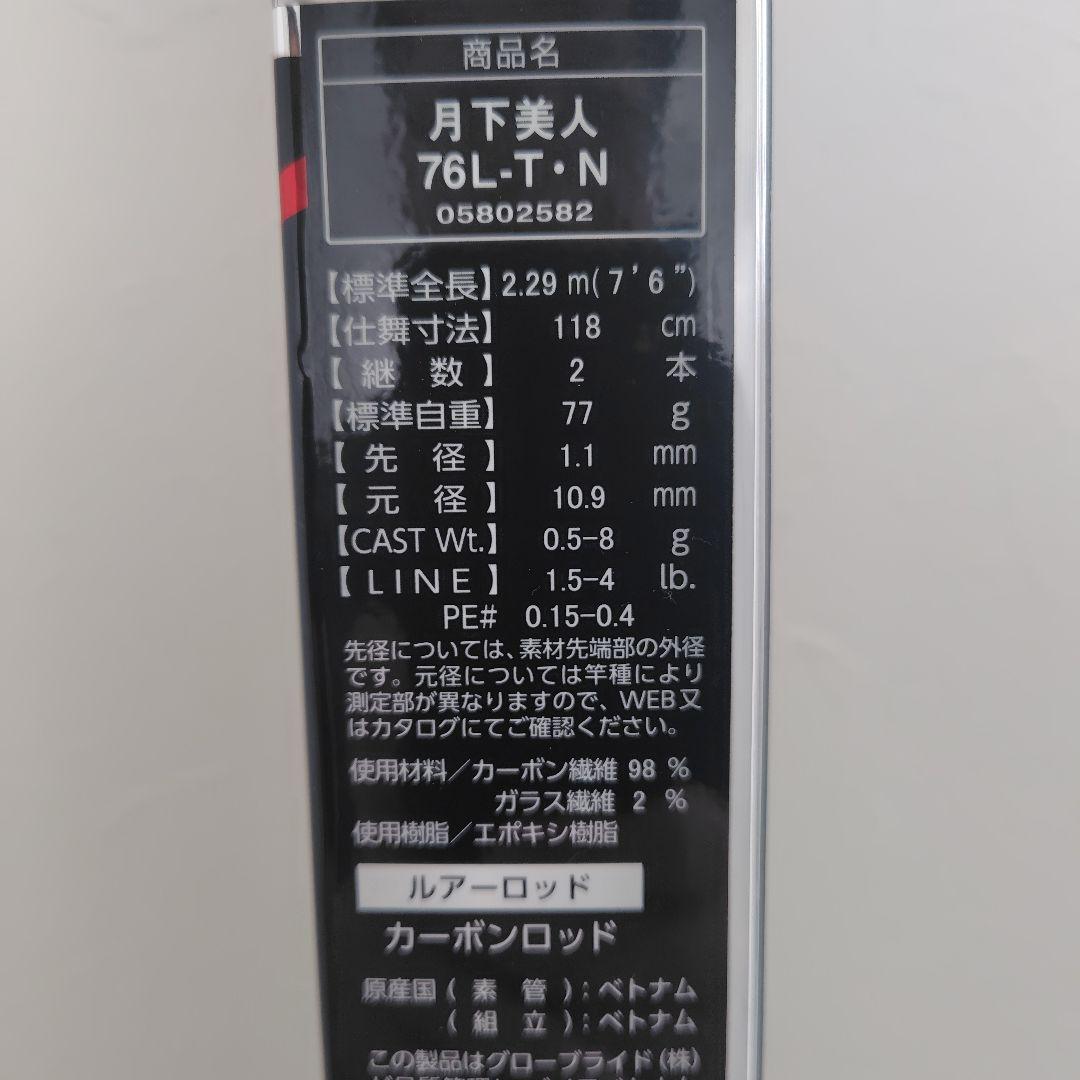 商品名
月下美人
76L-T・N
05802582
【標準全長】2.29 m(7'6")
【仕舞寸法】 118 cm
【継 数】 2 本
【標準自重】 77 g
【先 径】 1.1 mm
【元 径】 10.9 mm
【CAST Wt.】 0.5-8 g
【LINE】 1.5-4 lb.
PE# 0.15-0.4
先径については、素材先端部の外径
です。元径については竿種により
測定部が異なりますので、WEB又
はカタログにてご確認ください。
使用材料／カーボン繊維 98 %
ガラス繊維 2 %
使用樹脂／エポキシ樹脂
ルアーロッド
カーボンロッド
原産国(素 管):ベトナム
(組 立):ベトナム
この製品はグローブライド(株)